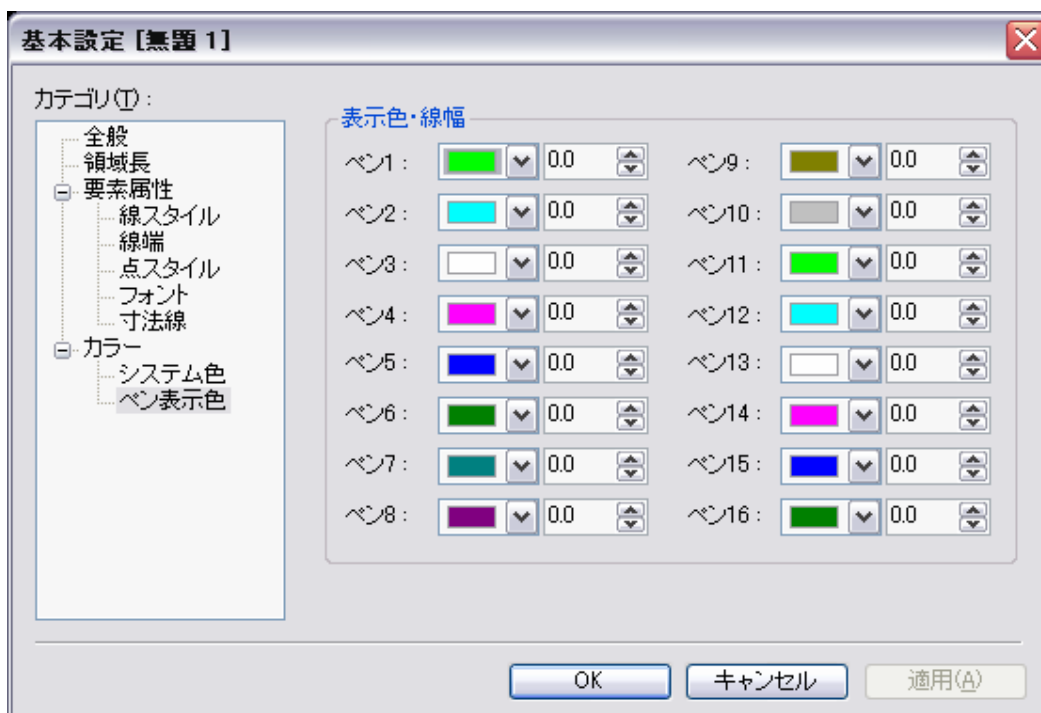 基本設定 [無題 1]
カテゴリ(T) :
全般
領域長
要素属性
線スタイル
線端
点スタイル
フォント
寸法線
カラー
システム色
ペン表示色
表示色・線幅
ペン1 : 0.0
ペン2 : 0.0
ペン3 : 0.0
ペン4 : 0.0
ペン5 : 0.0
ペン6 : 0.0
ペン7 : 0.0
ペン8 : 0.0
ペン9 : 0.0
ペン10 : 0.0
ペン11 : 0.0
ペン12 : 0.0
ペン13 : 0.0
ペン14 : 0.0
ペン15 : 0.0
ペン16 : 0.0
OK
キャンセル
適用(A)